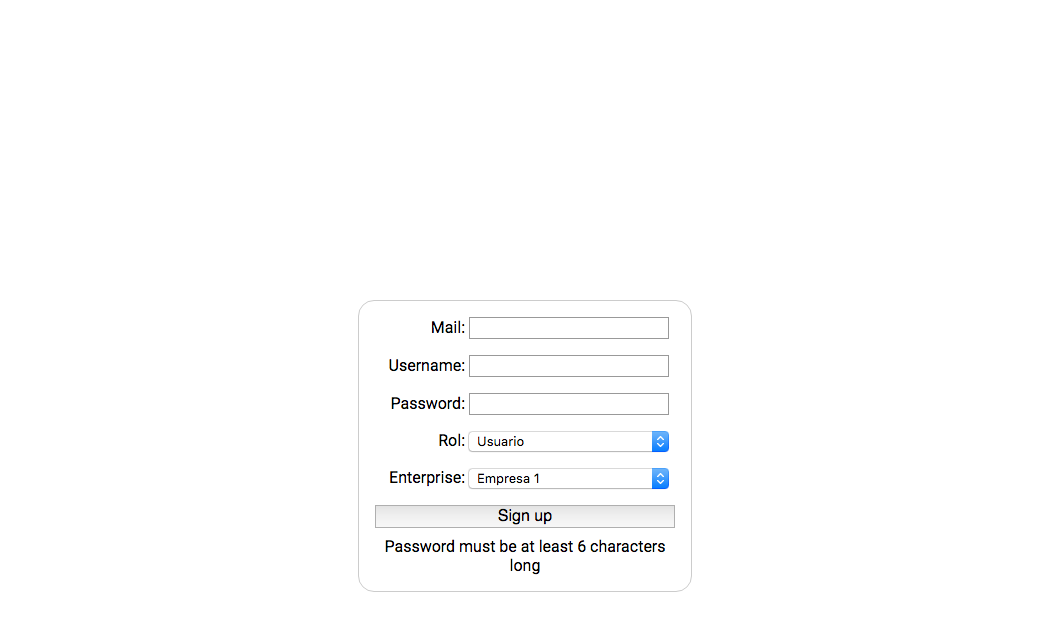 Mail:
Username:
Password:
Rol: Usuario
Enterprise: Empresa 1
Sign up
Password must be at least 6 characters
long